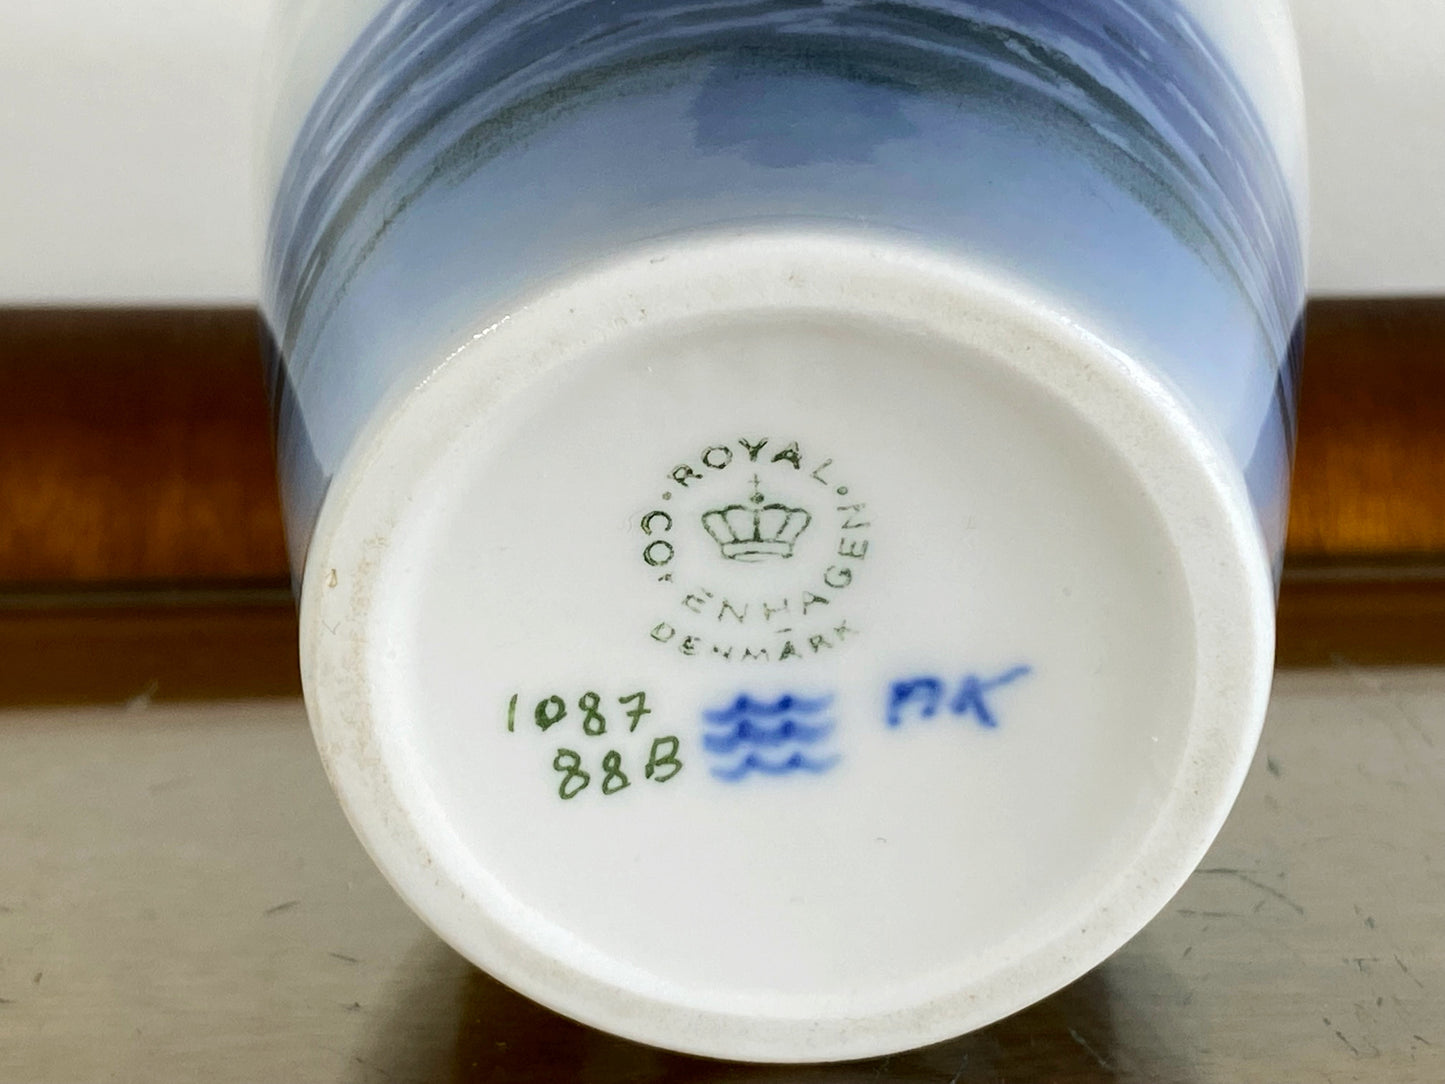 ROYAL COPENHAGEN
DENMARK
1087
88B